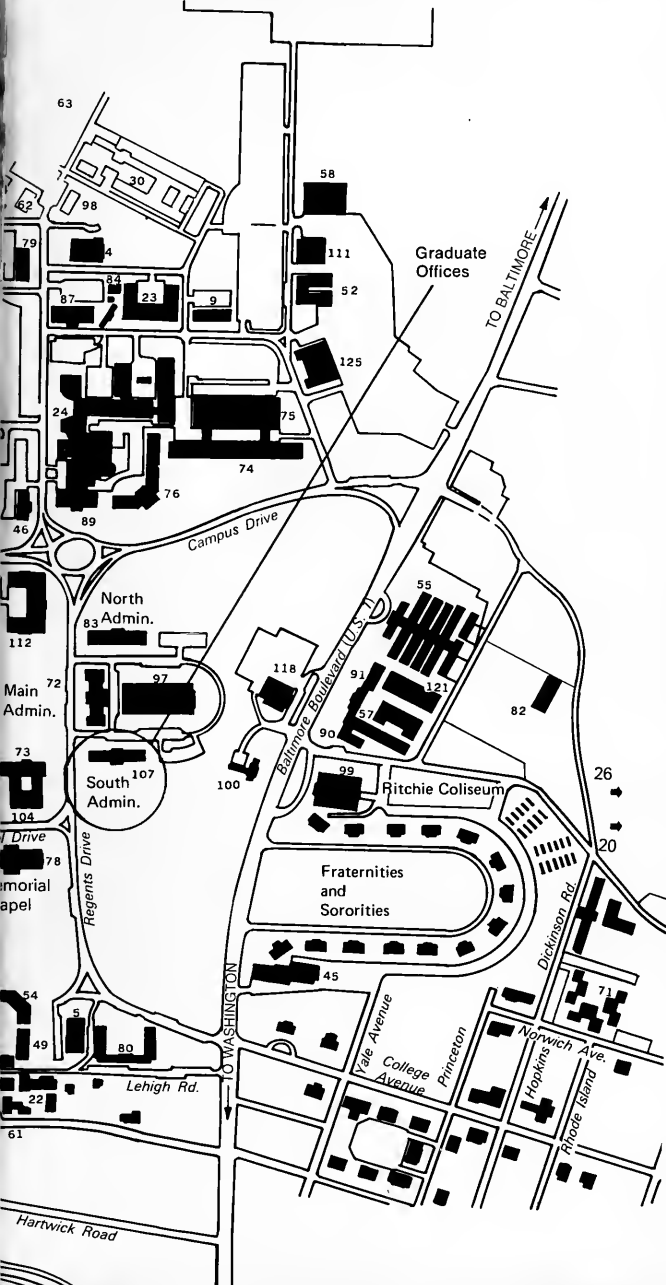 63
30
58
62
98
79
4
111
Graduate
Offices
TO BALTIMORE
84
87
23
9
52
125
24
75
74
76
46
89
Campus Drive
55
North
Admin.
83
112
Baltimore Boulevard (U.S. 1)
118
91
121
72
97
Main
Admin.
57
82
90
73
107
South
Admin.
100
99
Ritchie Coliseum
26
104
Drive
20
78
emorial
apel
Regents Drive
Fraternities
and
Sororities
Dickinson Rd.
TO WASHINGTON
45
54
5
71
49
80
Yale Avenue
College
Avenue
Princeton
Norwich Ave.
Hopkins
Rhode Island
Lehigh Rd.
22
61
Hartwick Road